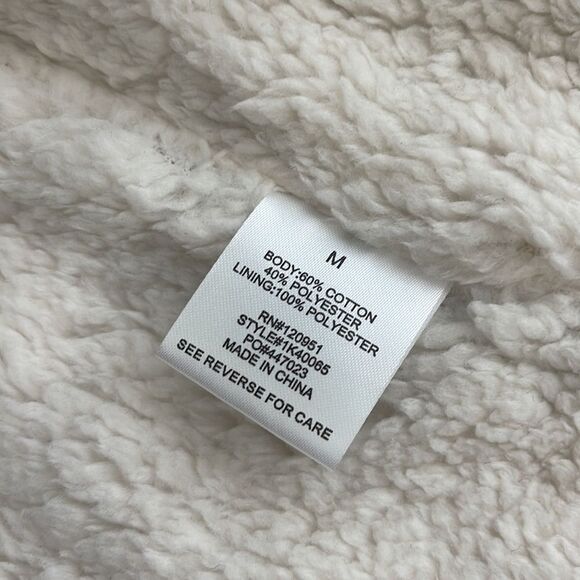 M
BODY:60% COTTON
40% POLYESTER
LINING:100% POLYESTER
RN#120951
STYLE#1K40065
PO#447023
MADE IN CHINA
SEE REVERSE FOR CARE